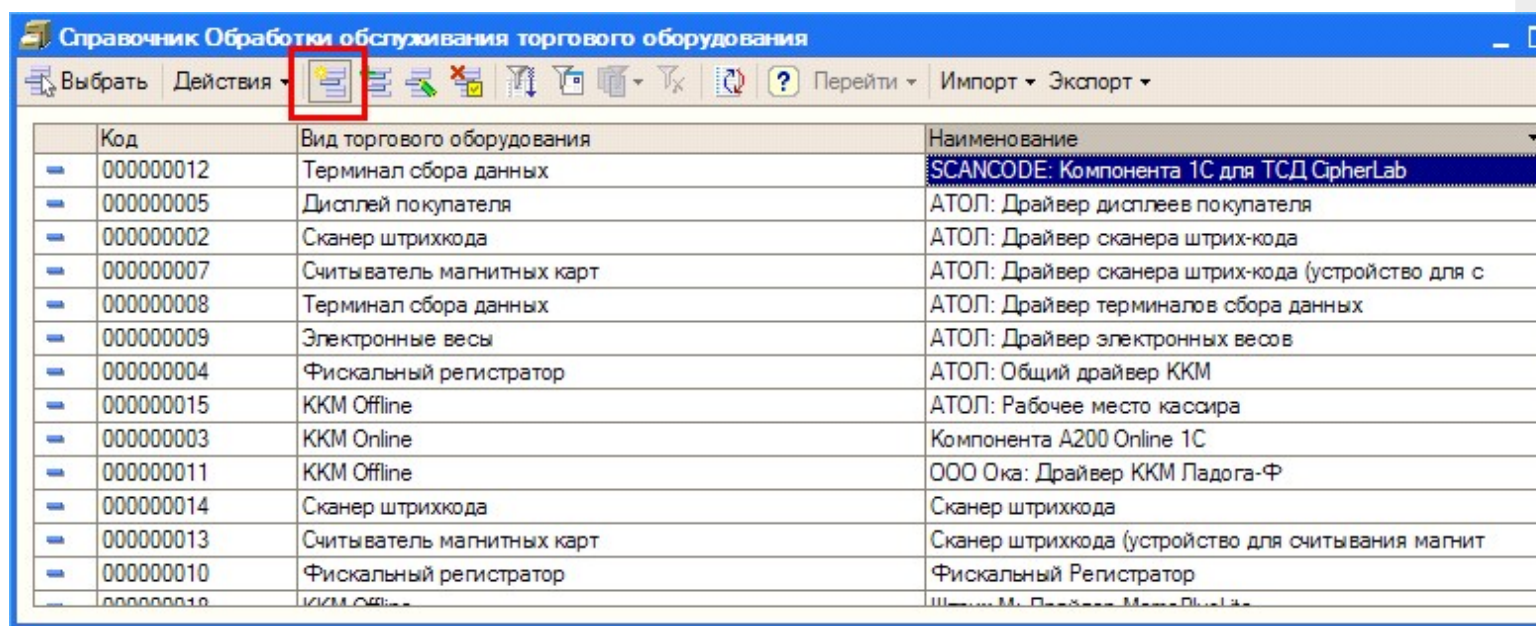 Справочник Обработки обслуживания торгового оборудования
Выбрать Действия ? Перейти Импорт Экспорт
Код Вид торгового оборудования Наименование
000000012 Терминал сбора данных SCANCODE: Компонента 1С для ТСД CipherLab
000000005 Дисплей покупателя АТОЛ: Драйвер дисплеев покупателя
000000002 Сканер штрихкода АТОЛ: Драйвер сканера штрих-кода
000000007 Считыватель магнитных карт АТОЛ: Драйвер сканера штрих-кода (устройство для с
000000008 Терминал сбора данных АТОЛ: Драйвер терминалов сбора данных
000000009 Электронные весы АТОЛ: Драйвер электронных весов
000000004 Фискальный регистратор АТОЛ: Общий драйвер ККМ
000000015 ККМ Offline АТОЛ: Рабочее место кассира
000000003 ККМ Online Компонента А200 Online 1С
000000011 ККМ Offline ООО Ока: Драйвер ККМ Ладога-Ф
000000014 Сканер штрихкода Сканер штрихкода
000000013 Считыватель магнитных карт Сканер штрихкода (устройство для считывания магнит
000000010 Фискальный регистратор Фискальный Регистратор
ККМ Offline